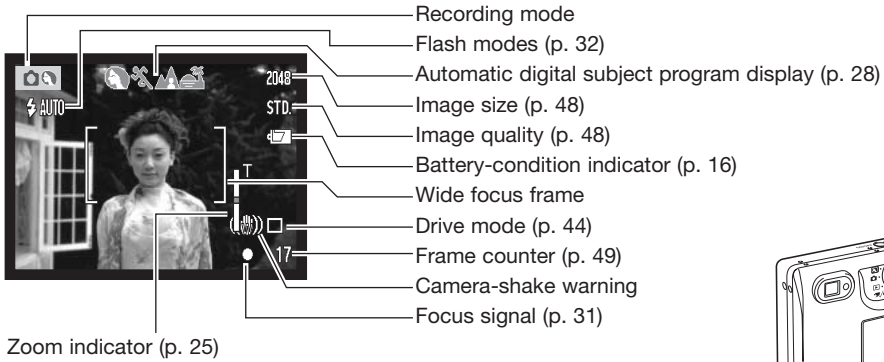 Recording mode
Flash modes (p. 32)
Automatic digital subject program display (p. 28)
2048
Image size (p. 48)
AUTO
STD.
Image quality (p. 48)
Battery-condition indicator (p. 16)
T
Wide focus frame
Drive mode (p. 44)
17
Frame counter (p. 49)
Camera-shake warning
Focus signal (p. 31)
Zoom indicator (p. 25)